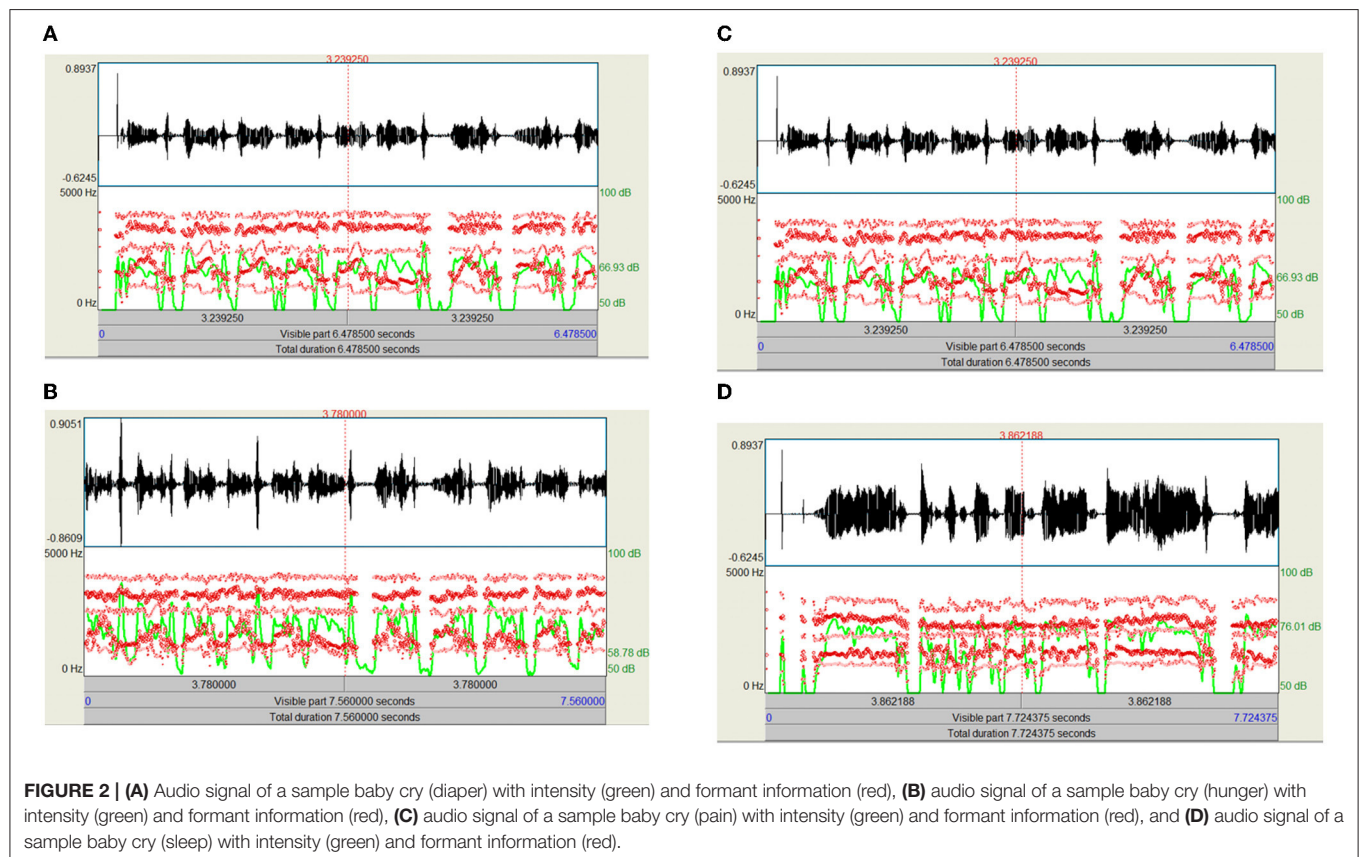 A
3.239250
0.8937
-0.6245
5000 Hz
100 dB
66.93 dB
0 Hz
50 dB
3.239250 3.239250
0 Visible part 6.478500 seconds 6.478500
Total duration 6.478500 seconds
C
3.239250
0.8937
-0.6245
5000 Hz
100 dB
66.93 dB
0 Hz
50 dB
3.239250 3.239250
0 Visible part 6.478500 seconds 6.478500
Total duration 6.478500 seconds
B
3.780000
0.9051
-0.8609
5000 Hz
100 dB
58.78 dB
0 Hz
50 dB
3.780000 3.780000
0 Visible part 7.560000 seconds 7.560000
Total duration 7.560000 seconds
D
3.862188
0.8937
-0.6245
5000 Hz
100 dB
76.01 dB
0 Hz
50 dB
3.862188 3.862188
0 Visible part 7.724375 seconds 7.724375
Total duration 7.724375 seconds
FIGURE 2 | (A) Audio signal of a sample baby cry (diaper) with intensity (green) and formant information (red), (B) audio signal of a sample baby cry (hunger) with
intensity (green) and formant information (red), (C) audio signal of a sample baby cry (pain) with intensity (green) and formant information (red), and (D) audio signal of a
sample baby cry (sleep) with intensity (green) and formant information (red).